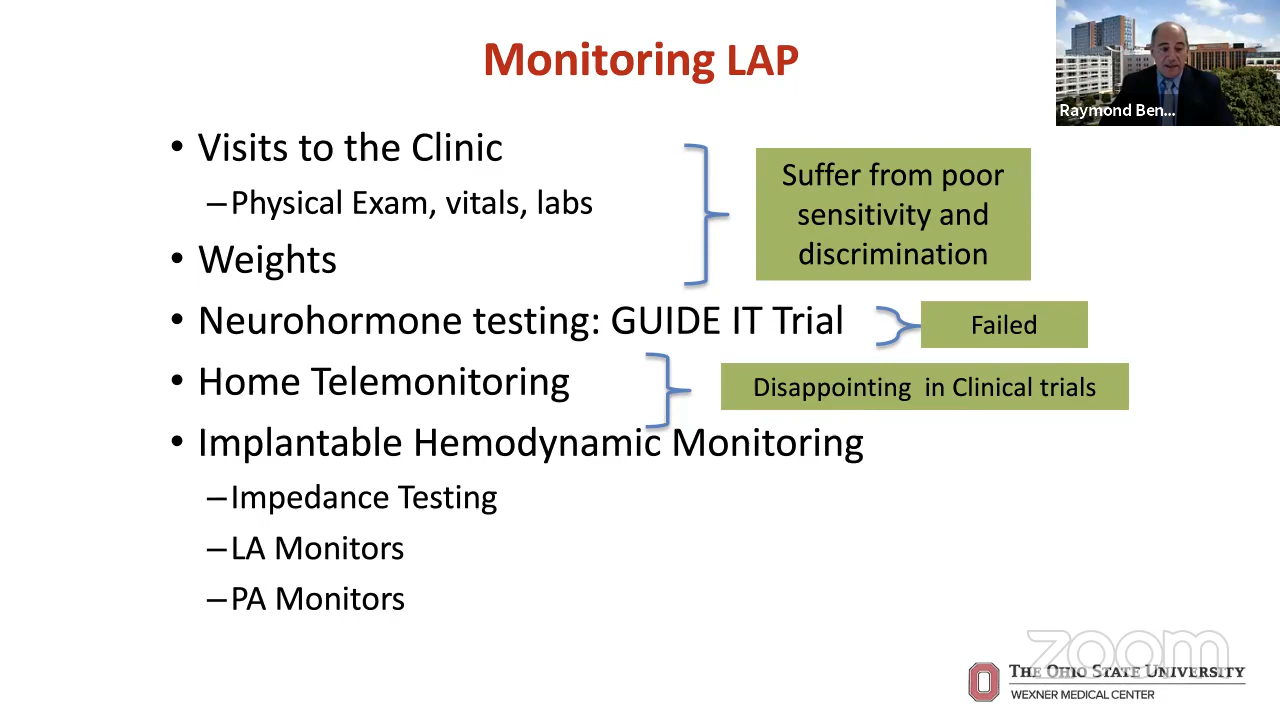 Monitoring LAP
Raymond Ben...
• Visits to the Clinic
–Physical Exam, vitals, labs
• Weights
Suffer from poor
sensitivity and
discrimination
• Neurohormone testing: GUIDE IT Trial
Failed
• Home Telemonitoring
Disappointing in Clinical trials
• Implantable Hemodynamic Monitoring
–Impedance Testing
–LA Monitors
–PA Monitors
zoom
THE OHIO STATE UNIVERSITY
WEXNER MEDICAL CENTER